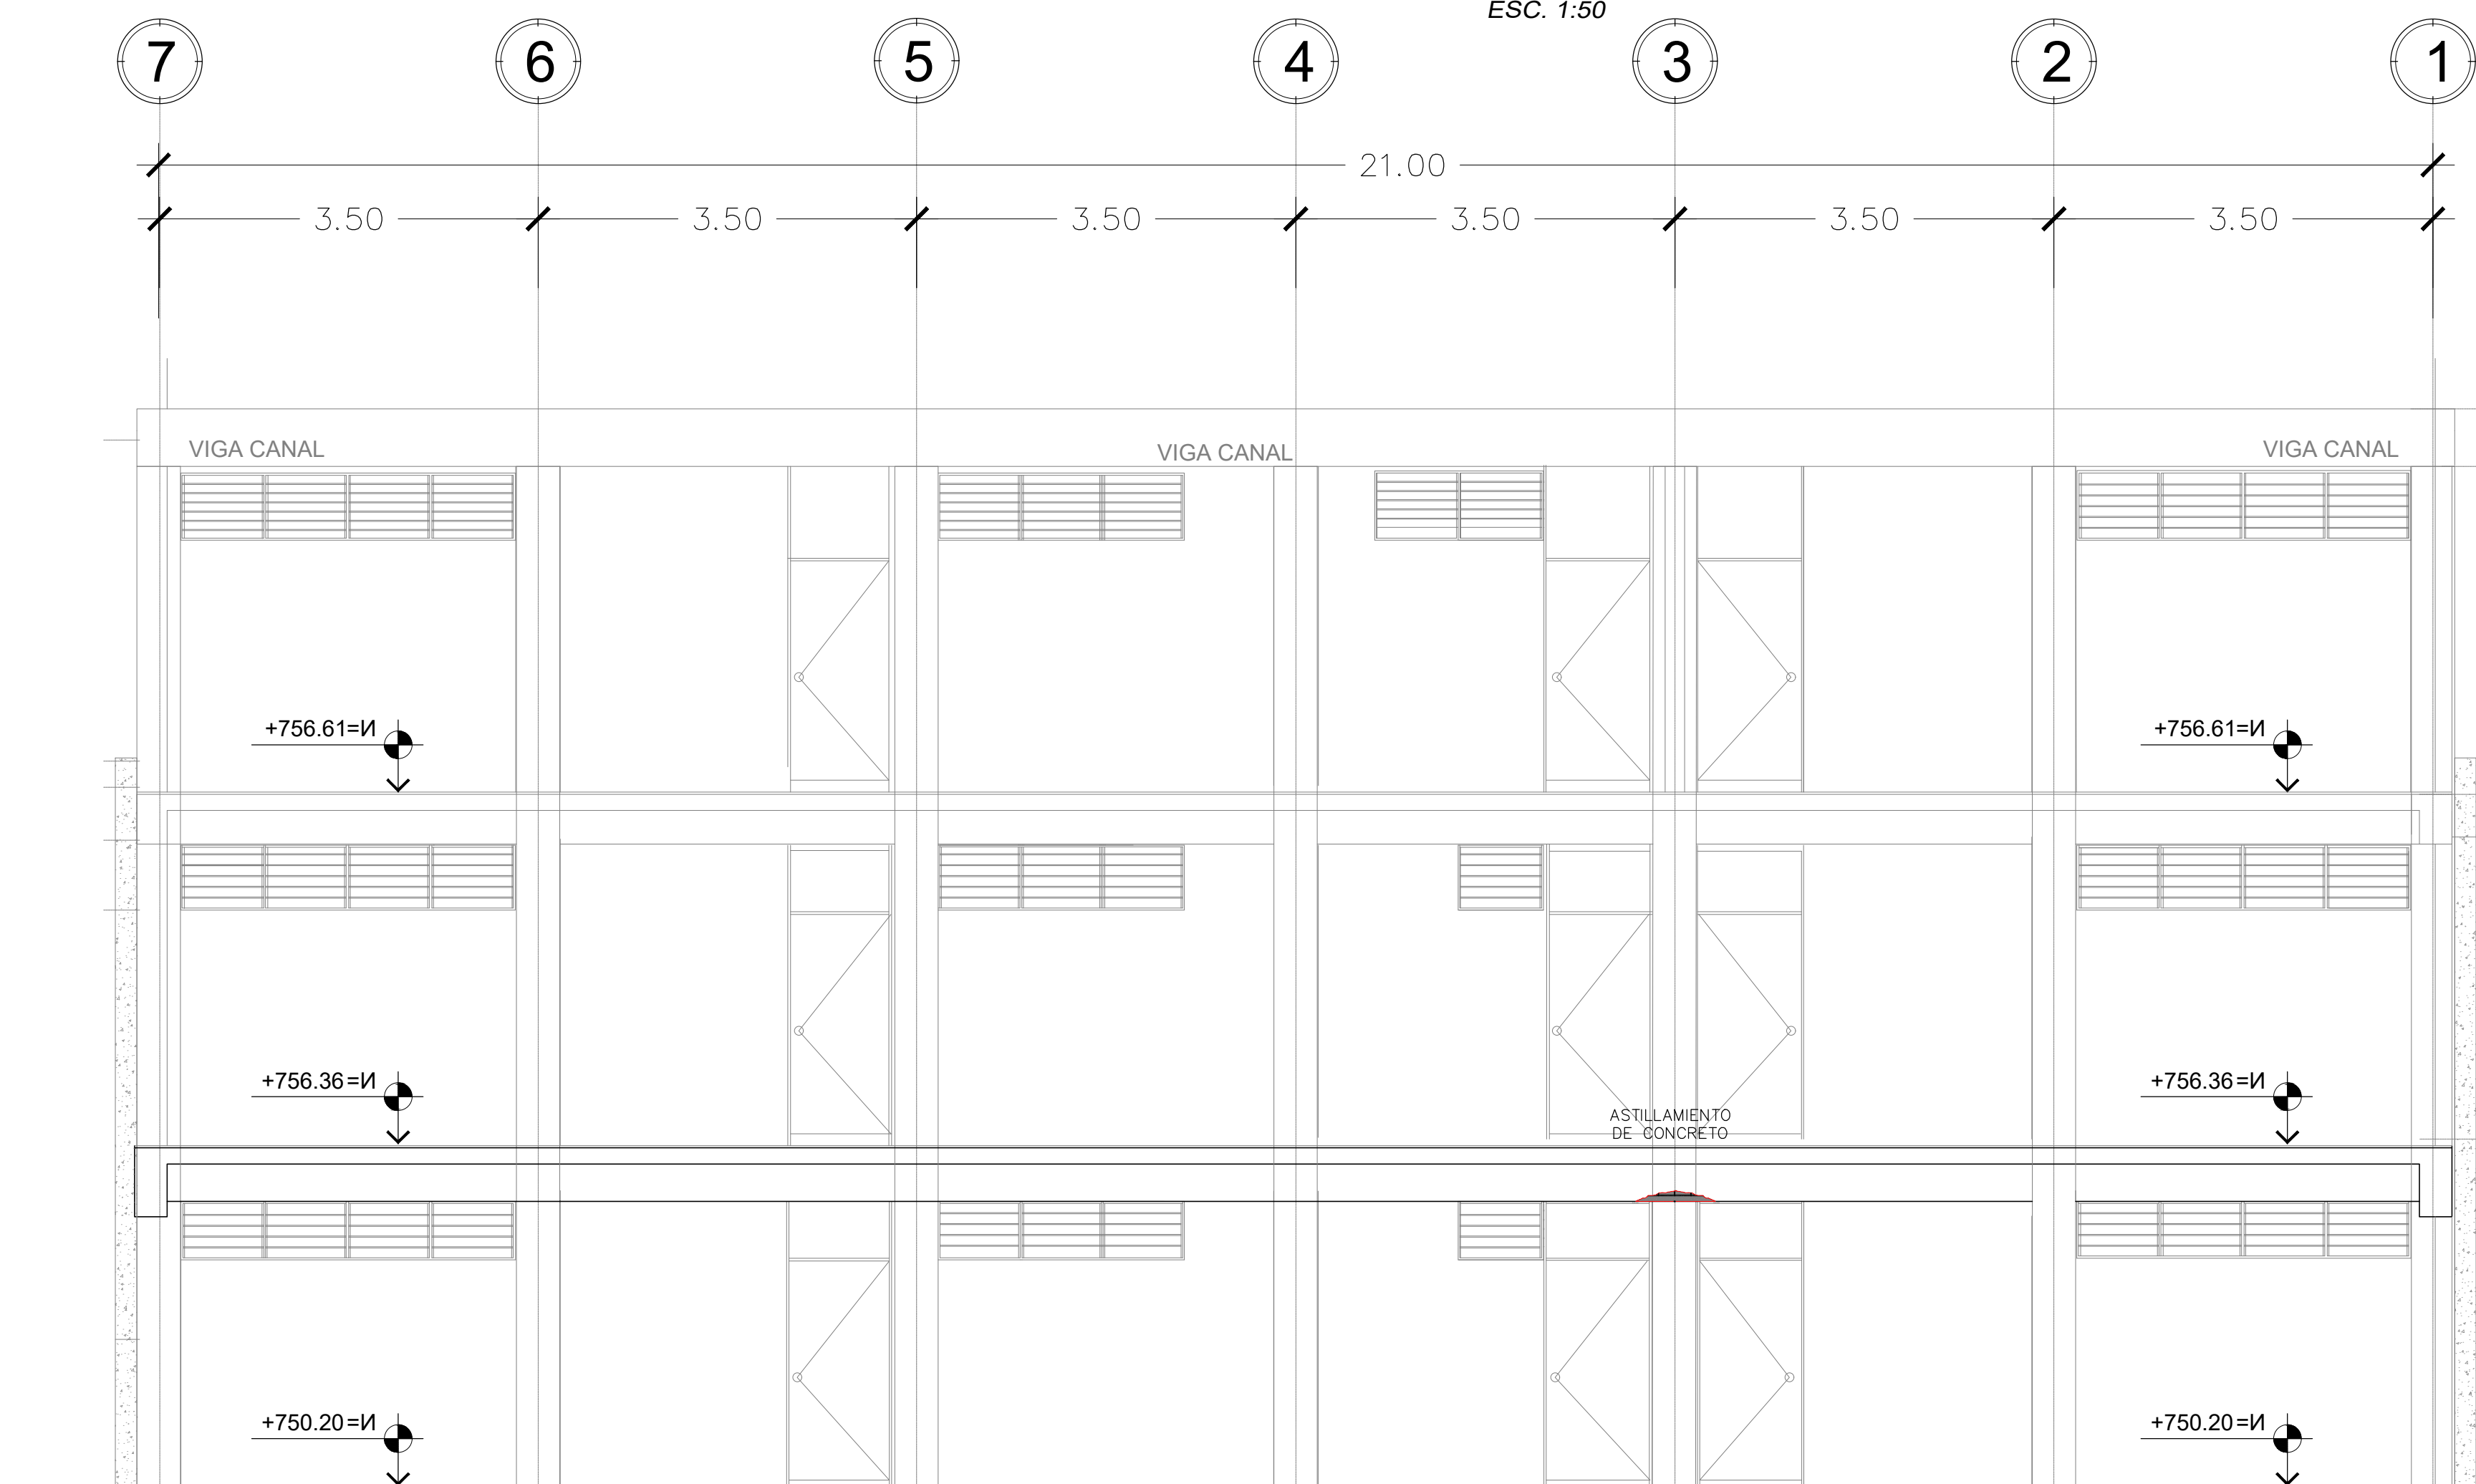 ESC. 1:50
7 6 5 4 3 2 1
21.00
3.50 3.50 3.50 3.50 3.50 3.50
VIGA CANAL VIGA CANAL VIGA CANAL
+756.61=И +756.61=И
+756.36=И +756.36=И
ASTILLAMIENTO
DE CONCRETO
+750.20=И +750.20=И